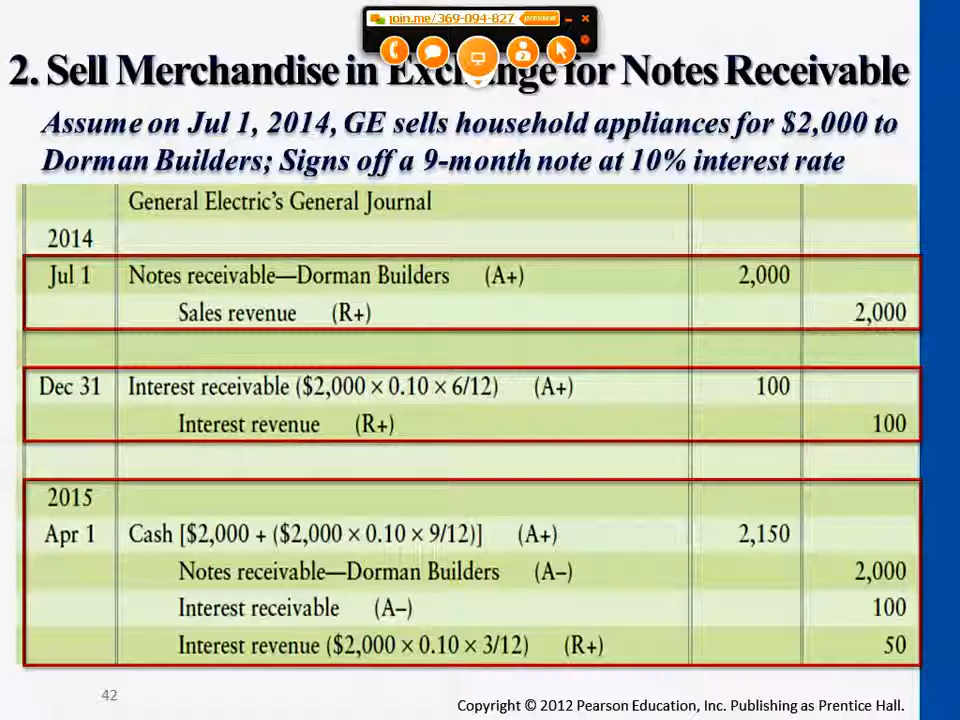 join.me/369-094-827 preview
2. Sell Merchandise in Exchange for Notes Receivable
Assume on Jul 1, 2014, GE sells household appliances for $2,000 to
Dorman Builders; Signs off a 9-month note at 10% interest rate
General Electric's General Journal
2014
Jul 1 Notes receivable—Dorman Builders (A+) 2,000
Sales revenue (R+) 2,000
Dec 31 Interest receivable ($2,000 × 0.10 × 6/12) (A+) 100
Interest revenue (R+) 100
2015
Apr 1 Cash [$2,000 + ($2,000 × 0.10 × 9/12)] (A+) 2,150
Notes receivable—Dorman Builders (A–) 2,000
Interest receivable (A–) 100
Interest revenue ($2,000 × 0.10 × 3/12) (R+) 50
42
Copyright © 2012 Pearson Education, Inc. Publishing as Prentice Hall.